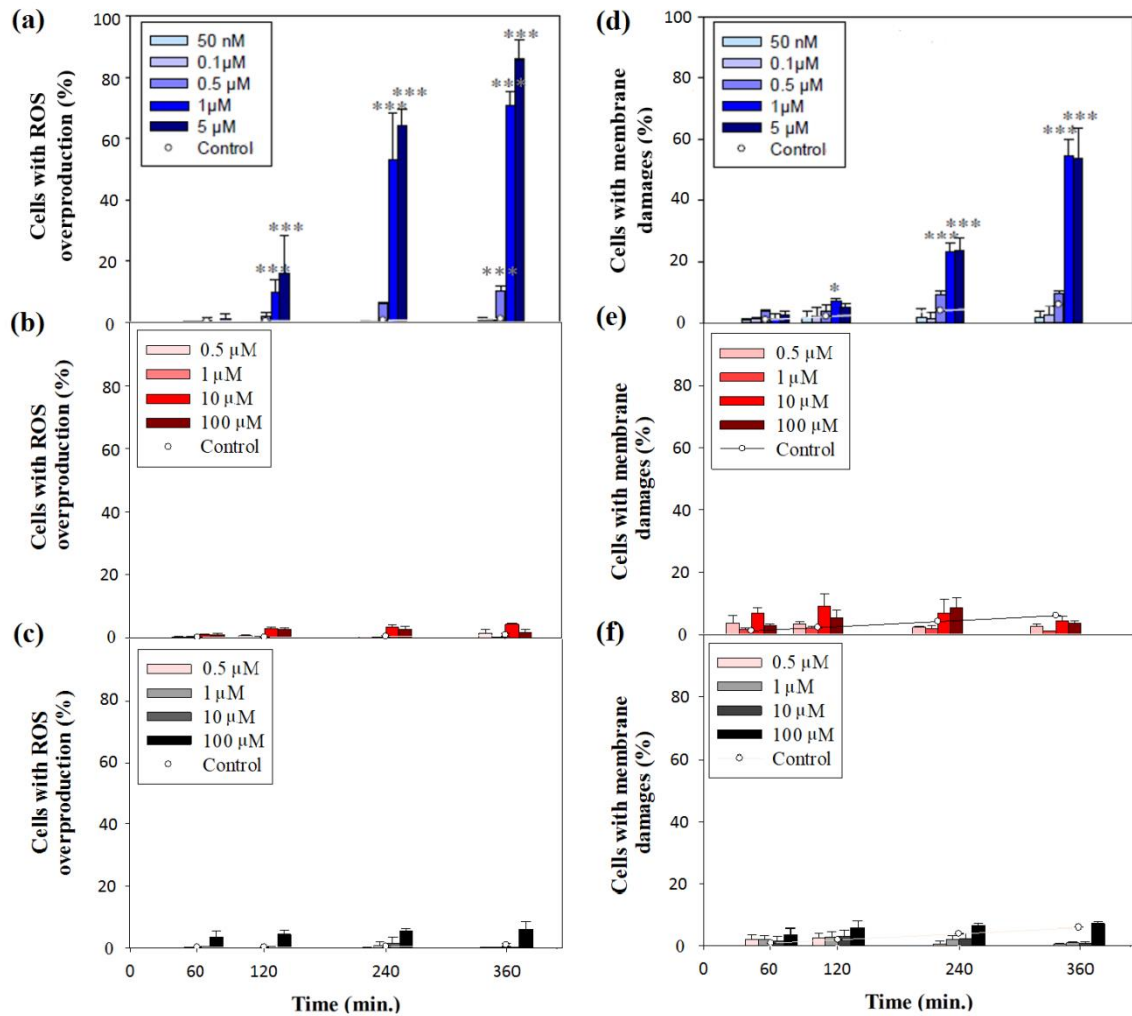 (a)
Cells with ROS
overproduction (%)
100
80
60
40
20
0
50 nM
0.1µM
0.5 µM
1µM
5 µM
Control
***
***
***
***
***
***
***
(d)
Cells with membrane
damages (%)
100
80
60
40
20
0
50 nM
0.1µM
0.5 µM
1µM
5 µM
Control
*
***
***
***
***
(b)
Cells with ROS
overproduction (%)
80
60
40
20
0
0.5 µM
1 µM
10 µM
100 µM
Control
(e)
Cells with membrane
damages (%)
80
60
40
20
0
0.5 µM
1 µM
10 µM
100 µM
Control
(c)
Cells with ROS
overproduction (%)
80
60
40
20
0
0.5 µM
1 µM
10 µM
100 µM
Control
0 60 120 240 360
Time (min.)
(f)
Cells with membrane
damages (%)
80
60
40
20
0
0.5 µM
1 µM
10 µM
100 µM
Control
0 60 120 240 360
Time (min.)